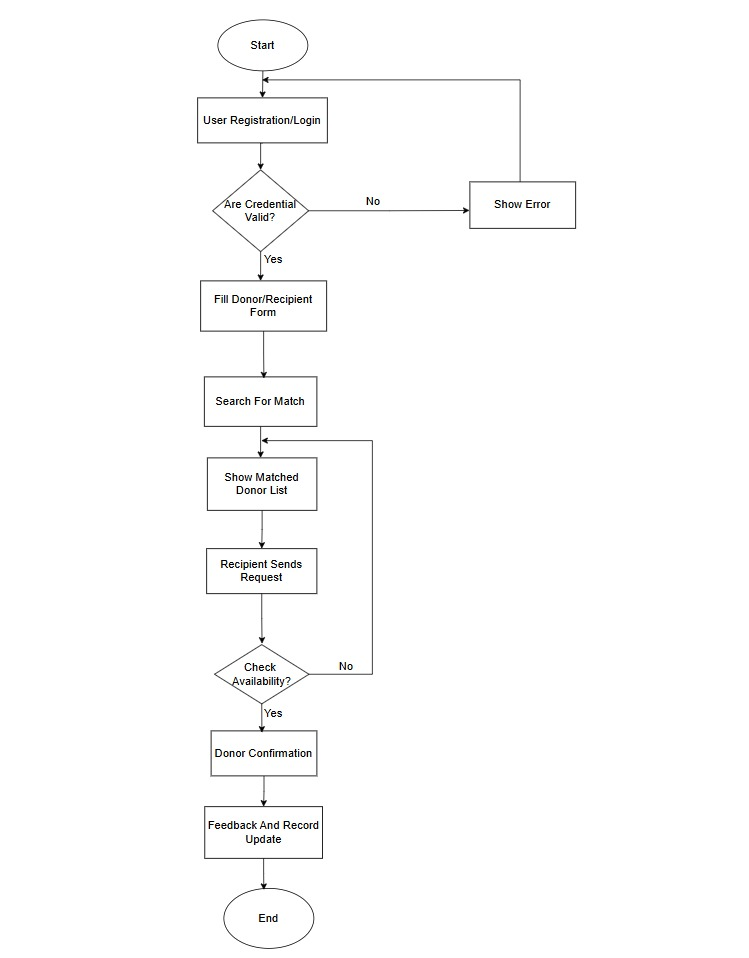 Start
User Registration/Login
Are Credential
Valid?
No
Show Error
Yes
Fill Donor/Recipient
Form
Search For Match
Show Matched
Donor List
Recipient Sends
Request
Check
Availability?
No
Yes
Donor Confirmation
Feedback And Record
Update
End